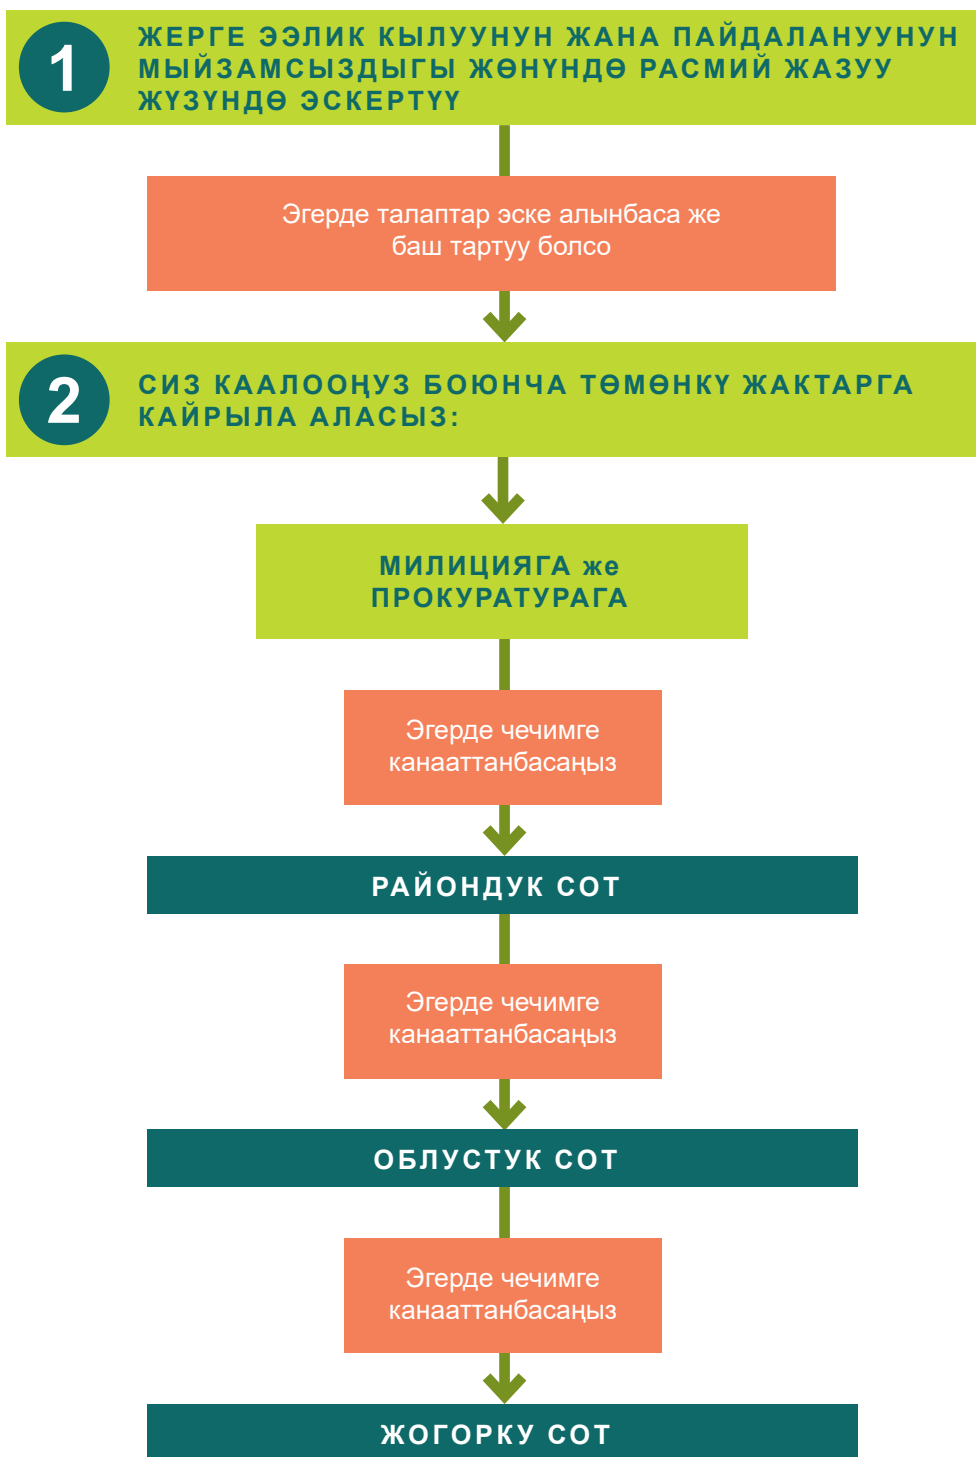 1
ЖЕРГЕ ЭЭЛИК КЫЛУУНУН ЖАНА ПАЙДАЛАНУУНУН
МЫЙЗАМСЫЗДЫГЫ ЖӨНҮНДӨ РАСМИЙ ЖАЗУУ
ЖҮЗҮНДӨ ЭСКЕРТҮҮ
Эгерде талаптар эске алынбаса же
баш тартуу болсо
2
СИЗ КААЛООҢУЗ БОЮНЧА ТӨМӨНКҮ ЖАКТАРГА
КАЙРЫЛА АЛАСЫЗ:
МИЛИЦИЯГА же
ПРОКУРАТУРАГА
Эгерде чечимге
канааттанбасаңыз
РАЙОНДУК СОТ
Эгерде чечимге
канааттанбасаңыз
ОБЛУСТУК СОТ
Эгерде чечимге
канааттанбасаңыз
ЖОГОРКУ СОТ